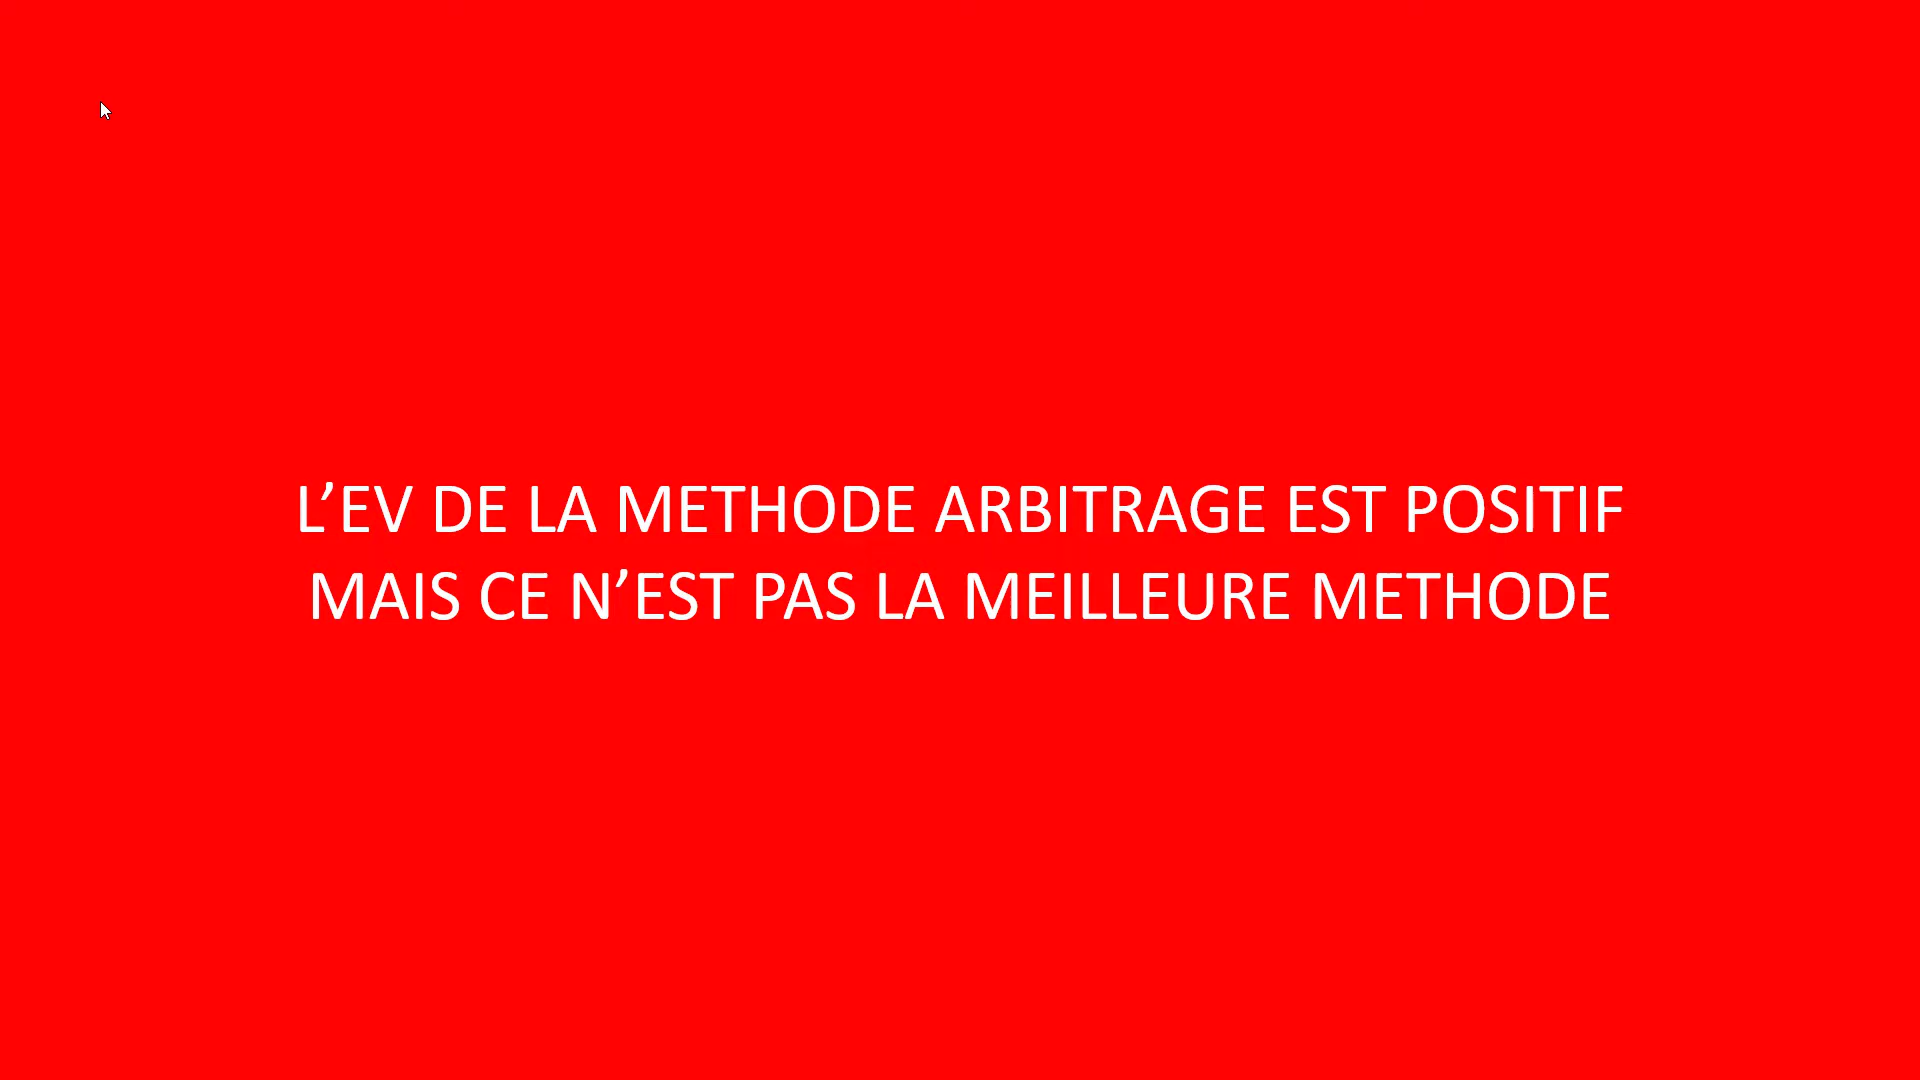 L’EV DE LA METHODE ARBITRAGE EST POSITIF
MAIS CE N’EST PAS LA MEILLEURE METHODE